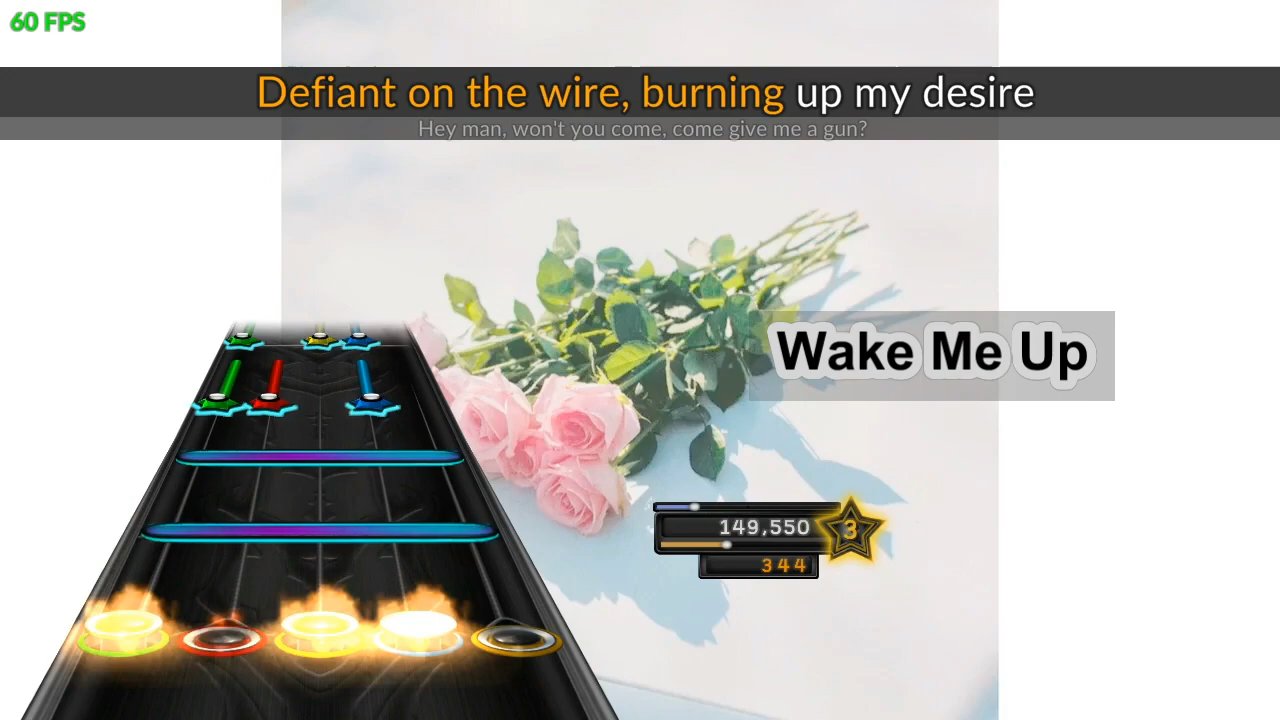 60 FPS
Defiant on the wire, burning up my desire
Hey man, won't you come, come give me a gun?
Wake Me Up
149,550
3
344